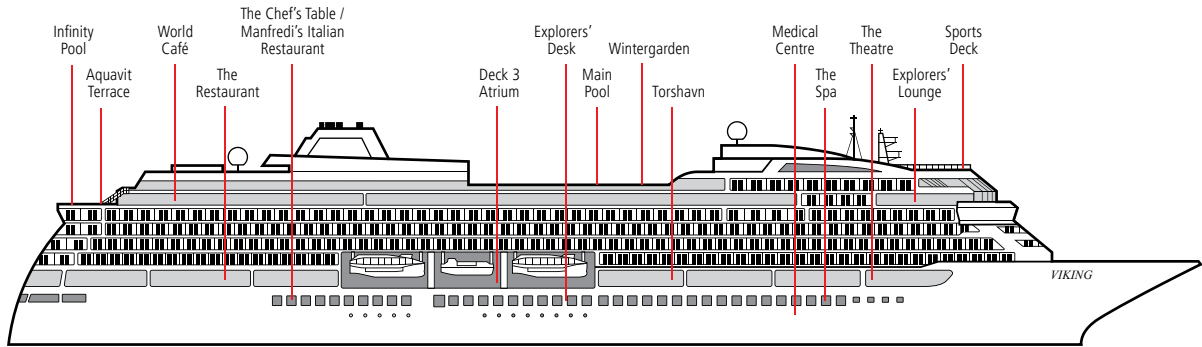 Infinity
Pool
Aquavit
Terrace
World
Café
The
Restaurant
The Chef's Table /
Manfredi's Italian
Restaurant
Deck 3
Atrium
Explorers'
Desk
Main
Pool
Wintergarden
Torshavn
Medical
Centre
The
Spa
The
Theatre
Explorers'
Lounge
Sports
Deck
VIKING